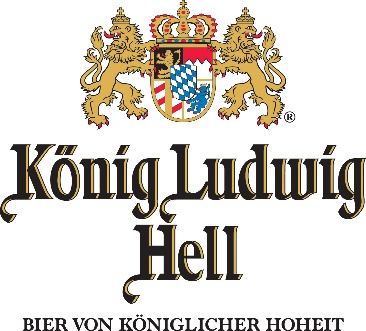 ®
König Ludwig
Hell
BIER VON KÖNIGLICHER HOHEIT